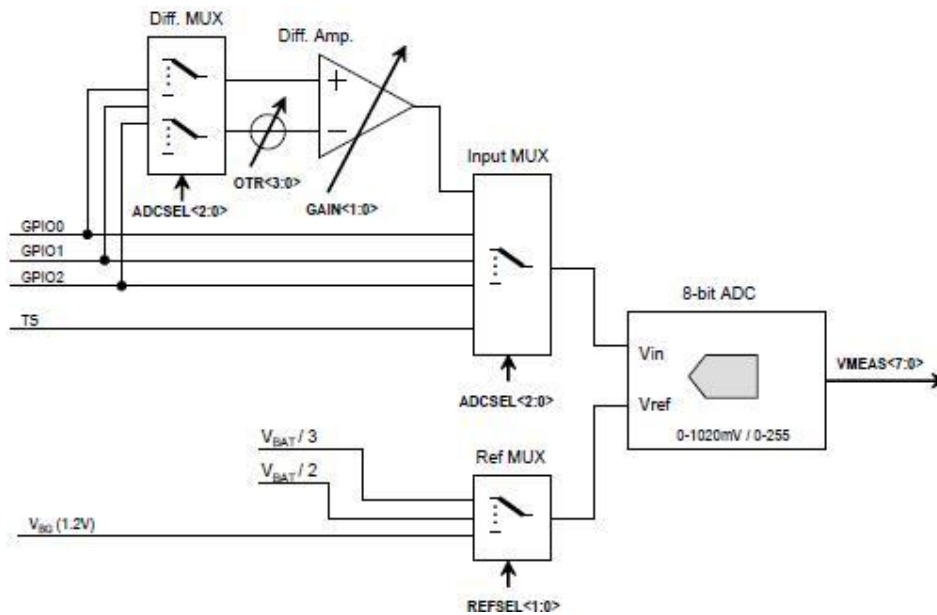 Diff. MUX
Diff. Amp.
+
−
OTR<3:0>
GAIN<1:0>
ADCSEL<2:0>
Input MUX
GPIO0
GPIO1
GPIO2
TS
ADCSEL<2:0>
8-bit ADC
Vin
Vref
0-1020mV / 0-255
VMEAS<7:0>
VBAT / 3
VBAT / 2
VBG (1.2V)
Ref MUX
REFSEL<1:0>